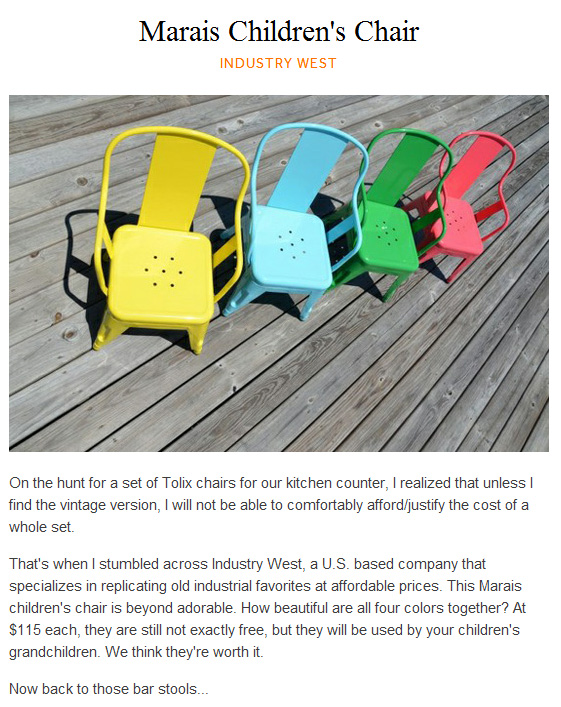 Marais Children's Chair
INDUSTRY WEST
On the hunt for a set of Tolix chairs for our kitchen counter, I realized that unless I
find the vintage version, I will not be able to comfortably afford/justify the cost of a
whole set.
That's when I stumbled across Industry West, a U.S. based company that
specializes in replicating old industrial favorites at affordable prices. This Marais
children's chair is beyond adorable. How beautiful are all four colors together? At
$115 each, they are still not exactly free, but they will be used by your children's
grandchildren. We think they're worth it.
Now back to those bar stools...